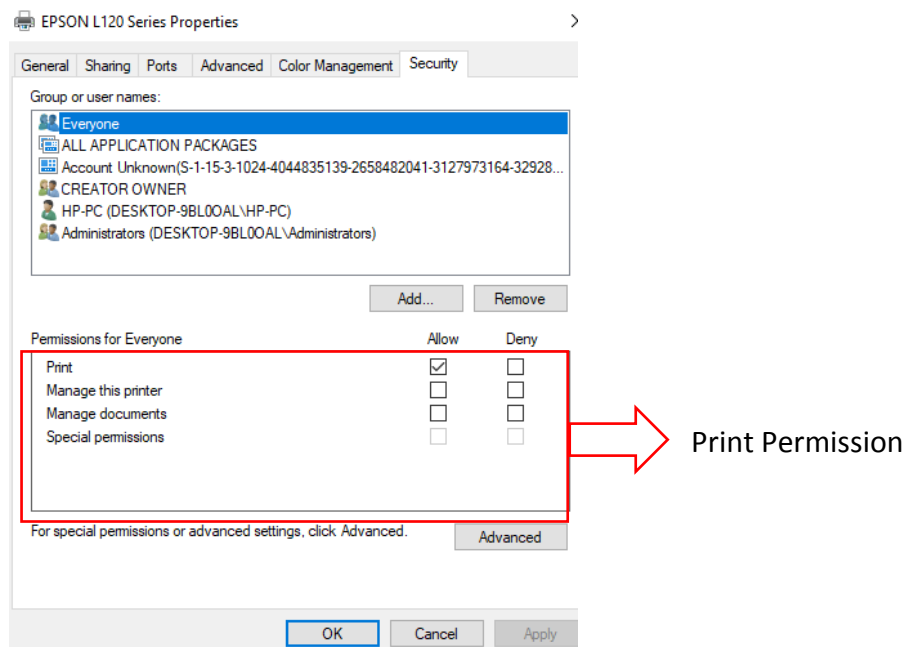 EPSON L120 Series Properties
General Sharing Ports Advanced Color Management Security
Group or user names:
Everyone
ALL APPLICATION PACKAGES
Account Unknown(S-1-15-3-1024-4044835139-2658482041-3127973164-32928...
CREATOR OWNER
HP-PC (DESKTOP-9BL0OAL\HP-PC)
Administrators (DESKTOP-9BL0OAL\Administrators)
Add... Remove
Permissions for Everyone Allow Deny
Print
Manage this printer
Manage documents
Special permissions
Print Permission
For special permissions or advanced settings, click Advanced.
Advanced
OK Cancel Apply